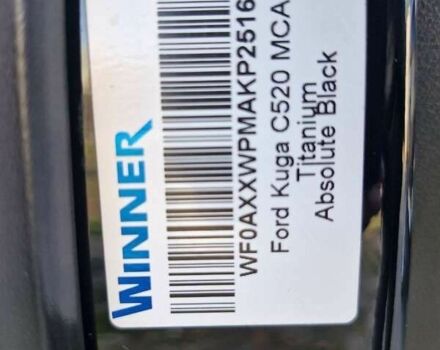 WINNER
WF0AXXWPMAKP2516
Ford Kuga C520 MCA
Titanium
Absolute Black